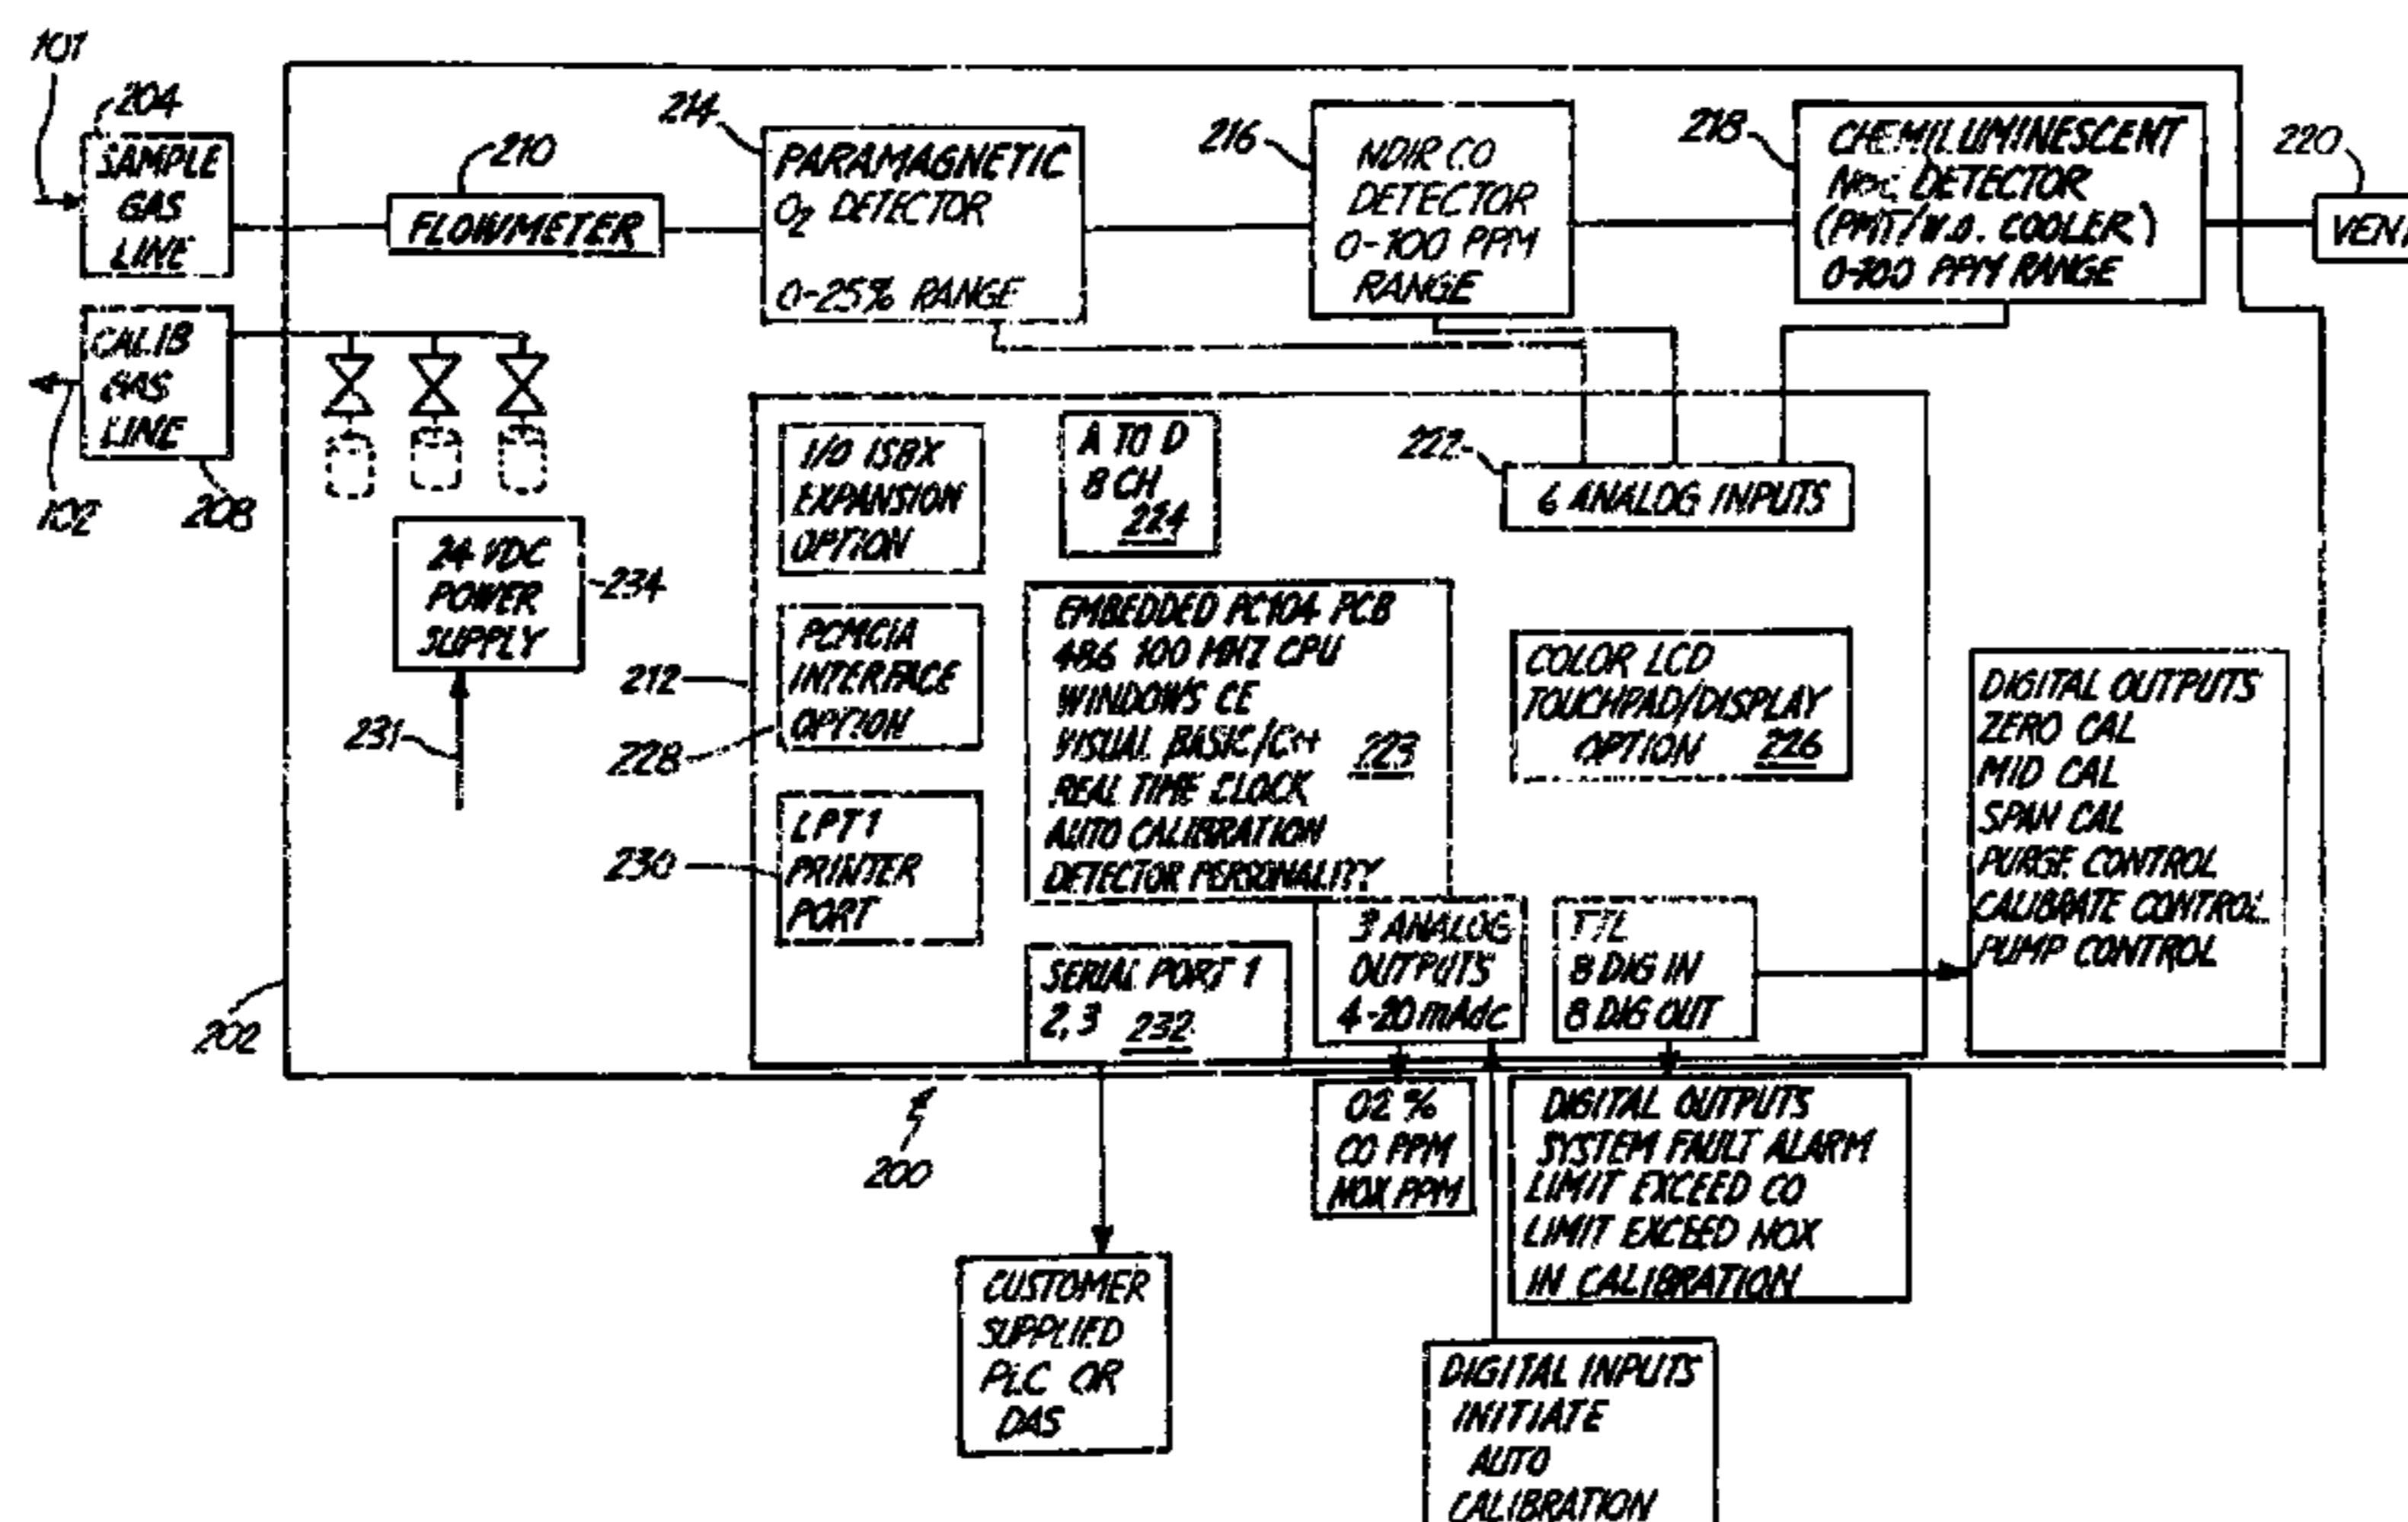 101
204
SAMPLE
GAS
LINE
210
FLOWMETER
214
PARAMAGNETIC
O2 DETECTOR
0-25% RANGE
216
NDIR CO
DETECTOR
0-100 PPM
RANGE
218
CHEMILUMINESCENT
DETECTOR
(PMT/W.O. COOLER)
PPM RANGE
220
VENT
CALIB
GAS
LINE
102
208
24 VDC
POWER
SUPPLY
234
231
212
228
230
202
200
I/O ISBX
EXPANSION
OPTION
PCMCIA
INTERFACE
OPTION
LPT1
PRINTER
PORT
A TO D
8 CH
224
222
6 ANALOG INPUTS
EMBEDDED PC104 PCB
486 100 MHZ CPU
WINDOWS CE
VISUAL BASIC/C++
223
REAL TIME CLOCK
AUTO CALIBRATION
DETECTOR PERSONALITY
COLOR LCD
TOUCHPAD/DISPLAY
OPTION 226
SERIAL PORT 1
2, 3 232
3 ANALOG
OUTPUTS
4-20 mAdc
TTL
8 DIG IN
8 DIG OUT
DIGITAL OUTPUTS
ZERO CAL
MID CAL
SPAN CAL
PURGE CONTROL
CALIBRATE CONTROL
PUMP CONTROL
O2 %
CO PPM
NOX PPM
DIGITAL OUTPUTS
SYSTEM FAULT ALARM
LIMIT EXCEED CO
LIMIT EXCEED NOX
IN CALIBRATION
CUSTOMER
SUPPLIED
PLC OR
DAS
DIGITAL INPUTS
INITIATE
AUTO
CALIBRATION